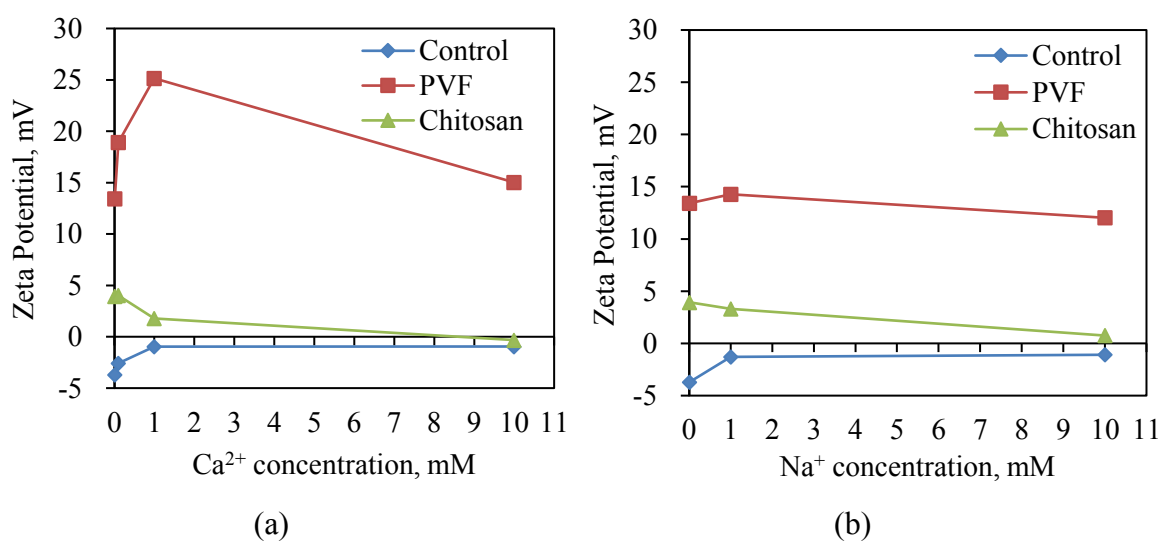 30
25
20
15
10
5
0
-5
Zeta Potential, mV
Control
PVF
Chitosan
0 1 2 3 4 5 6 7 8 9 10 11
Ca²⁺ concentration, mM
(a)
30
25
20
15
10
5
0
-5
Zeta Potential, mV
Control
PVF
Chitosan
0 1 2 3 4 5 6 7 8 9 10 11
Na⁺ concentration, mM
(b)